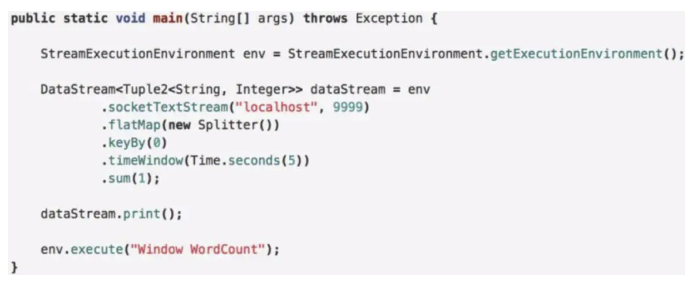 public static void main(String[] args) throws Exception {
StreamExecutionEnvironment env = StreamExecutionEnvironment.getExecutionEnvironment();
DataStream<Tuple2<String, Integer>> dataStream = env
.socketTextStream("localhost", 9999)
.flatMap(new Splitter())
.keyBy(0)
.timeWindow(Time.seconds(5))
.sum(1);
dataStream.print();
env.execute("Window WordCount");
}